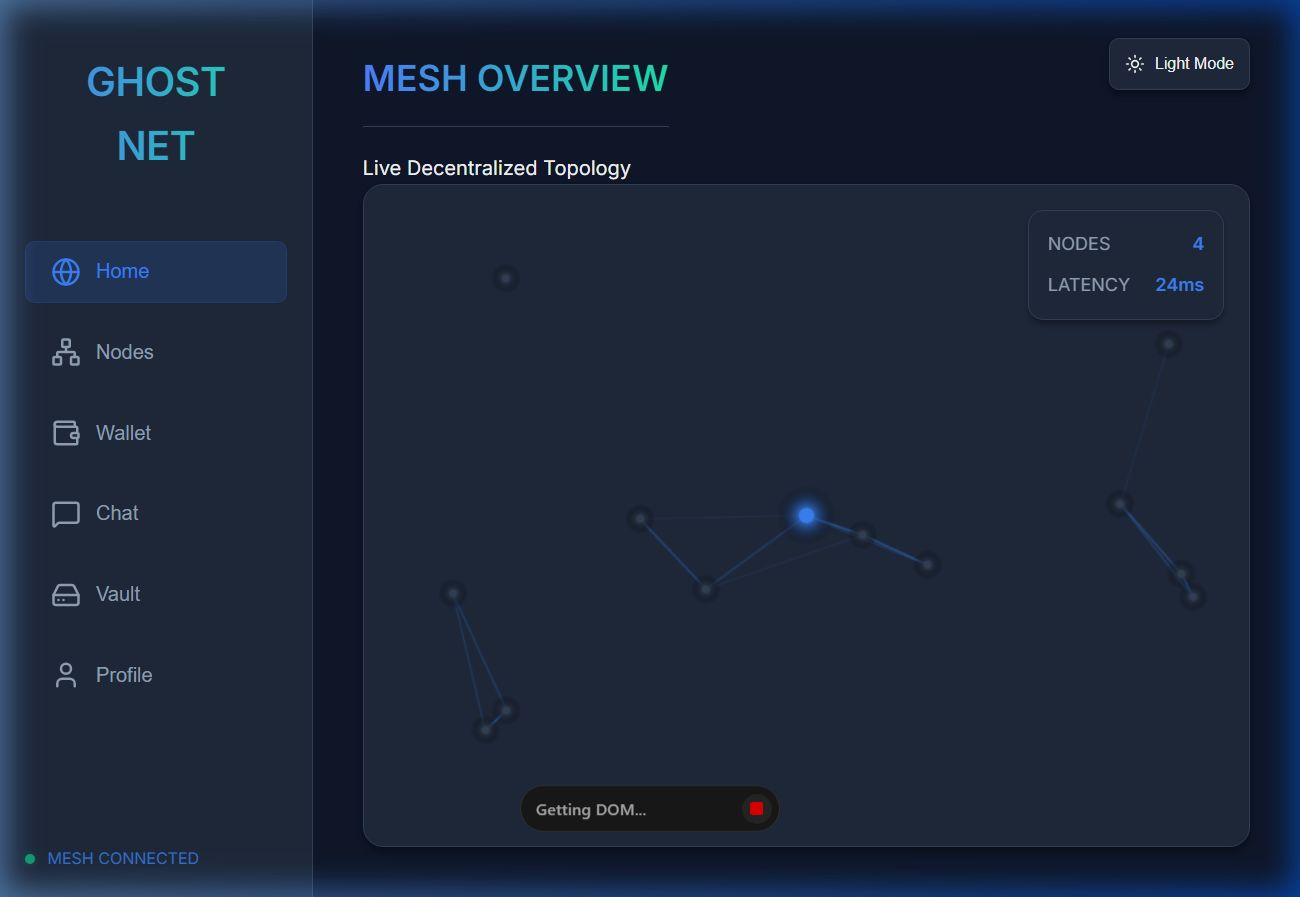 GHOST
NET
Home
Nodes
Wallet
Chat
Vault
Profile
MESH CONNECTED
MESH OVERVIEW
Light Mode
Live Decentralized Topology
NODES 4
LATENCY 24ms
Getting DOM...